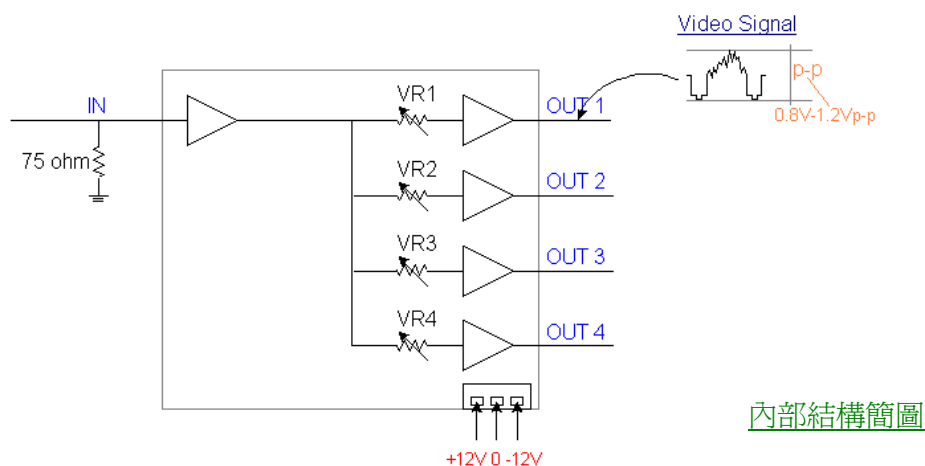 Video Signal
p-p
0.8V-1.2Vp-p
IN
75 ohm
VR1
OUT 1
VR2
OUT 2
VR3
OUT 3
VR4
OUT 4
+12V 0 -12V
內部結構簡圖